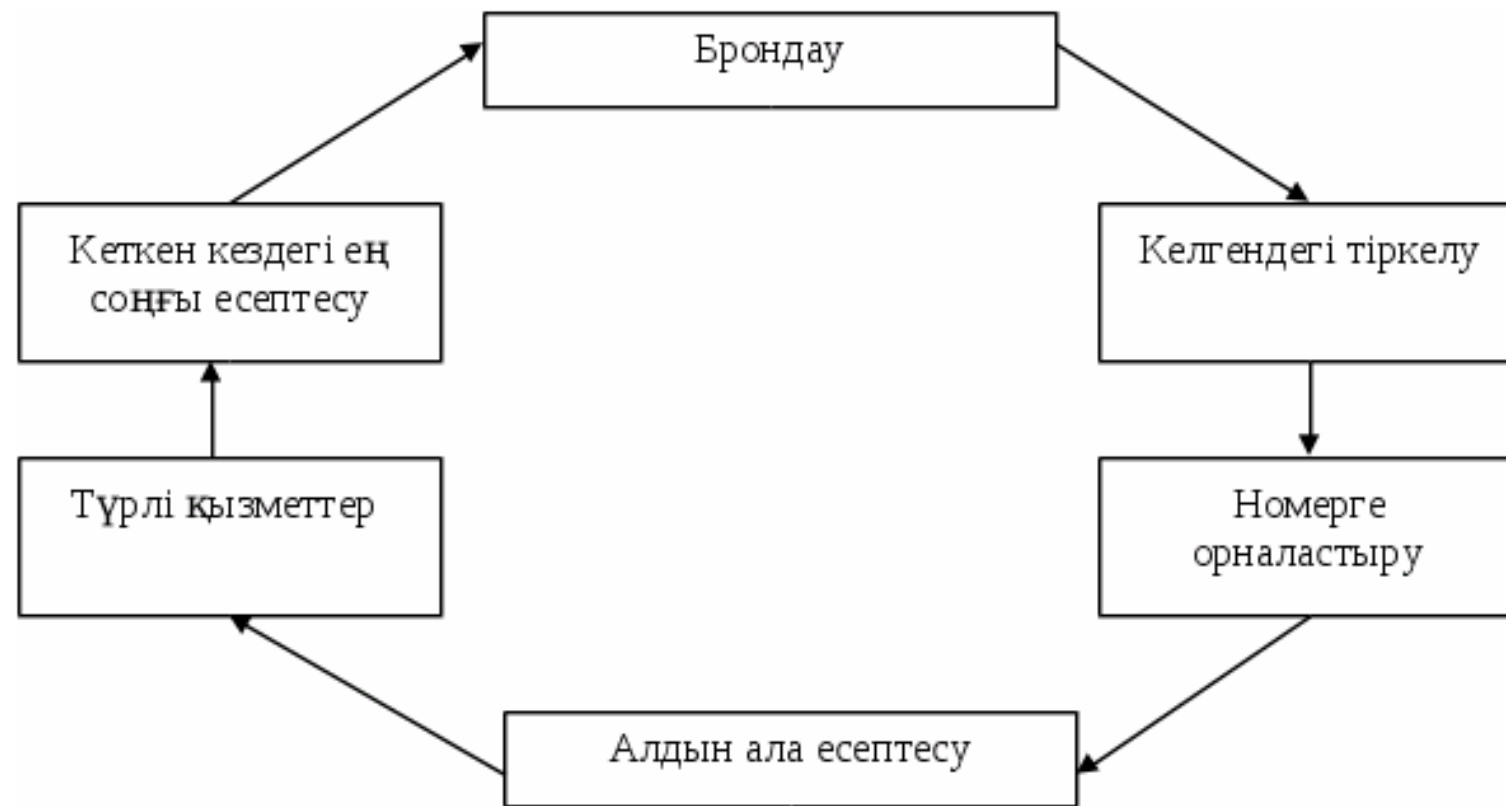 Брондау
Кеткен кездегі ең
соңғы есептесу
Келгендегі тіркелу
Түрлі қызметтер
Номерге
орналастыру
Алдын ала есептесу